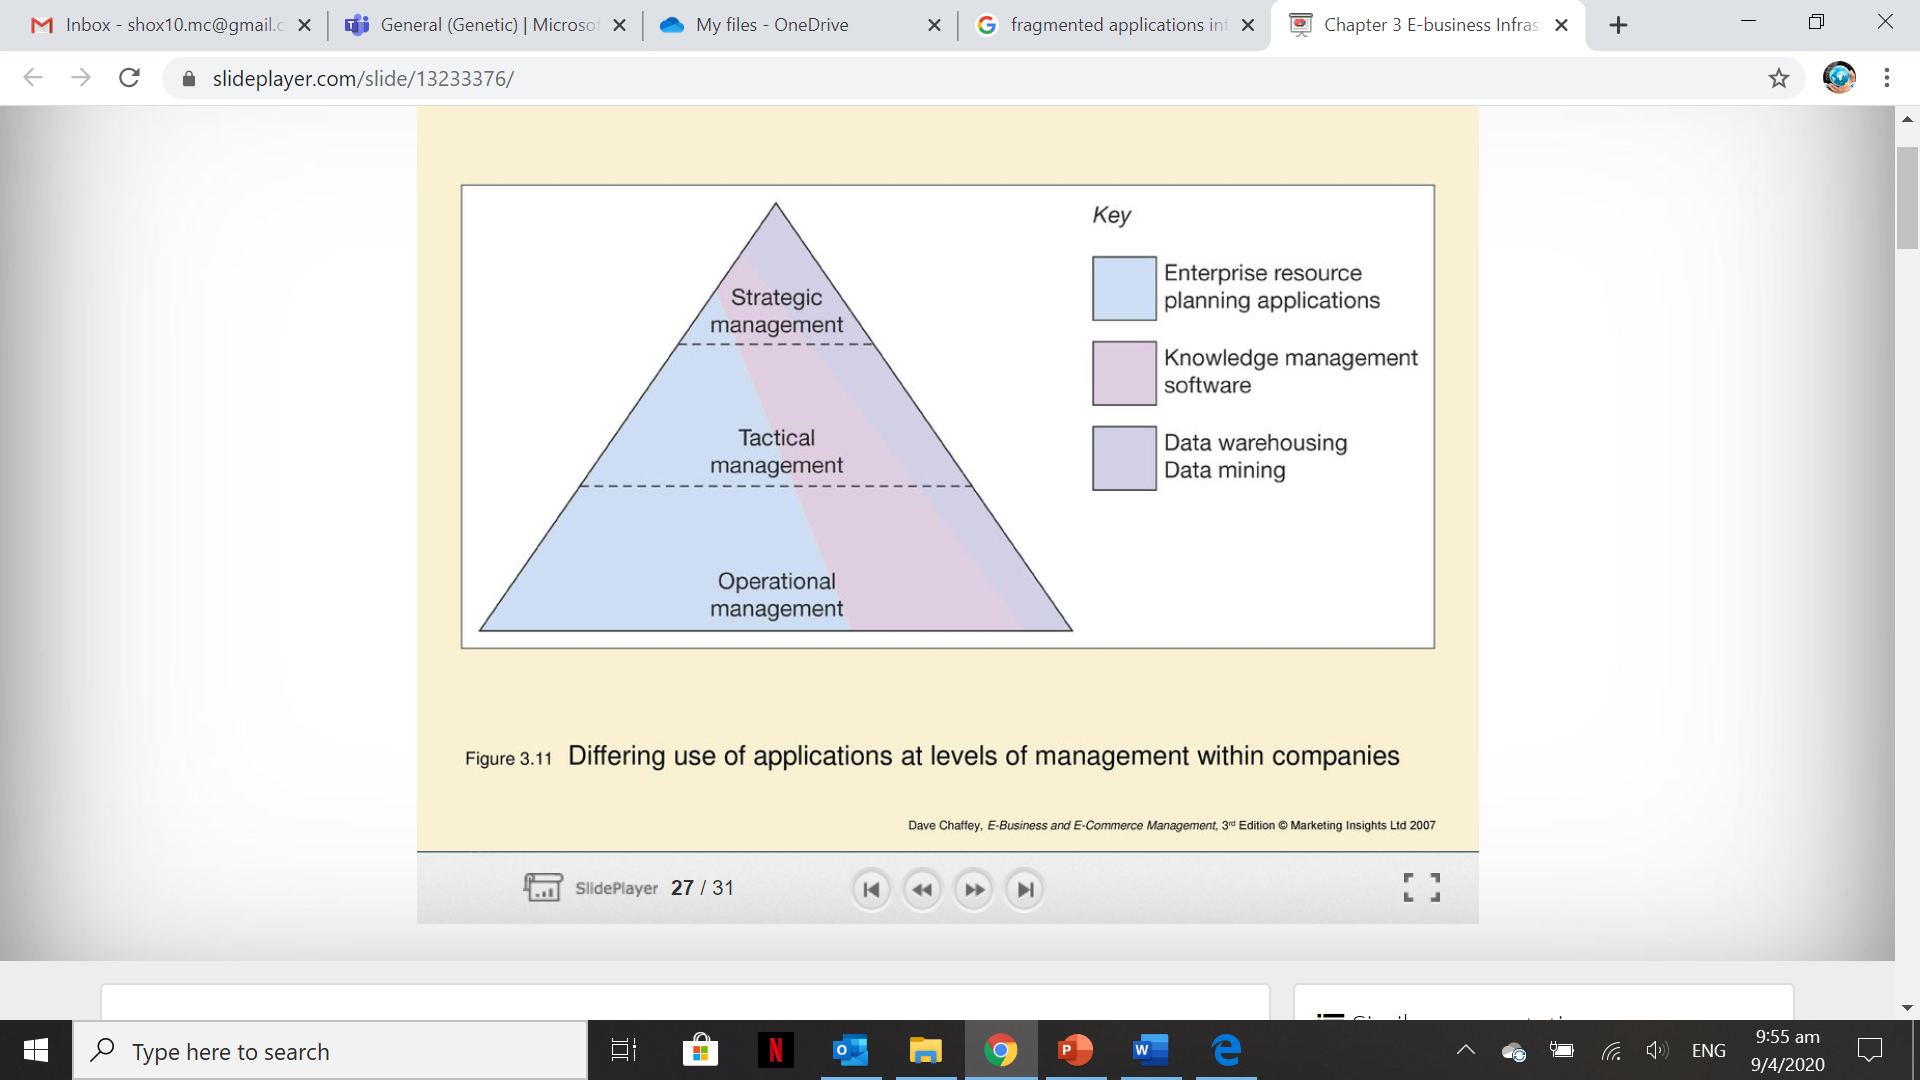 Inbox - shox10.mc@gmail.c
General (Genetic) | Microso
My files - OneDrive
fragmented applications in
Chapter 3 E-business Infras
slideplayer.com/slide/13233376/
Key
Strategic
management
Tactical
management
Operational
management
Enterprise resource
planning applications
Knowledge management
software
Data warehousing
Data mining
Figure 3.11 Differing use of applications at levels of management within companies
Dave Chaffey, E-Business and E-Commerce Management, 3rd Edition © Marketing Insights Ltd 2007
SlidePlayer 27 / 31
Type here to search
ENG
9:55 am
9/4/2020